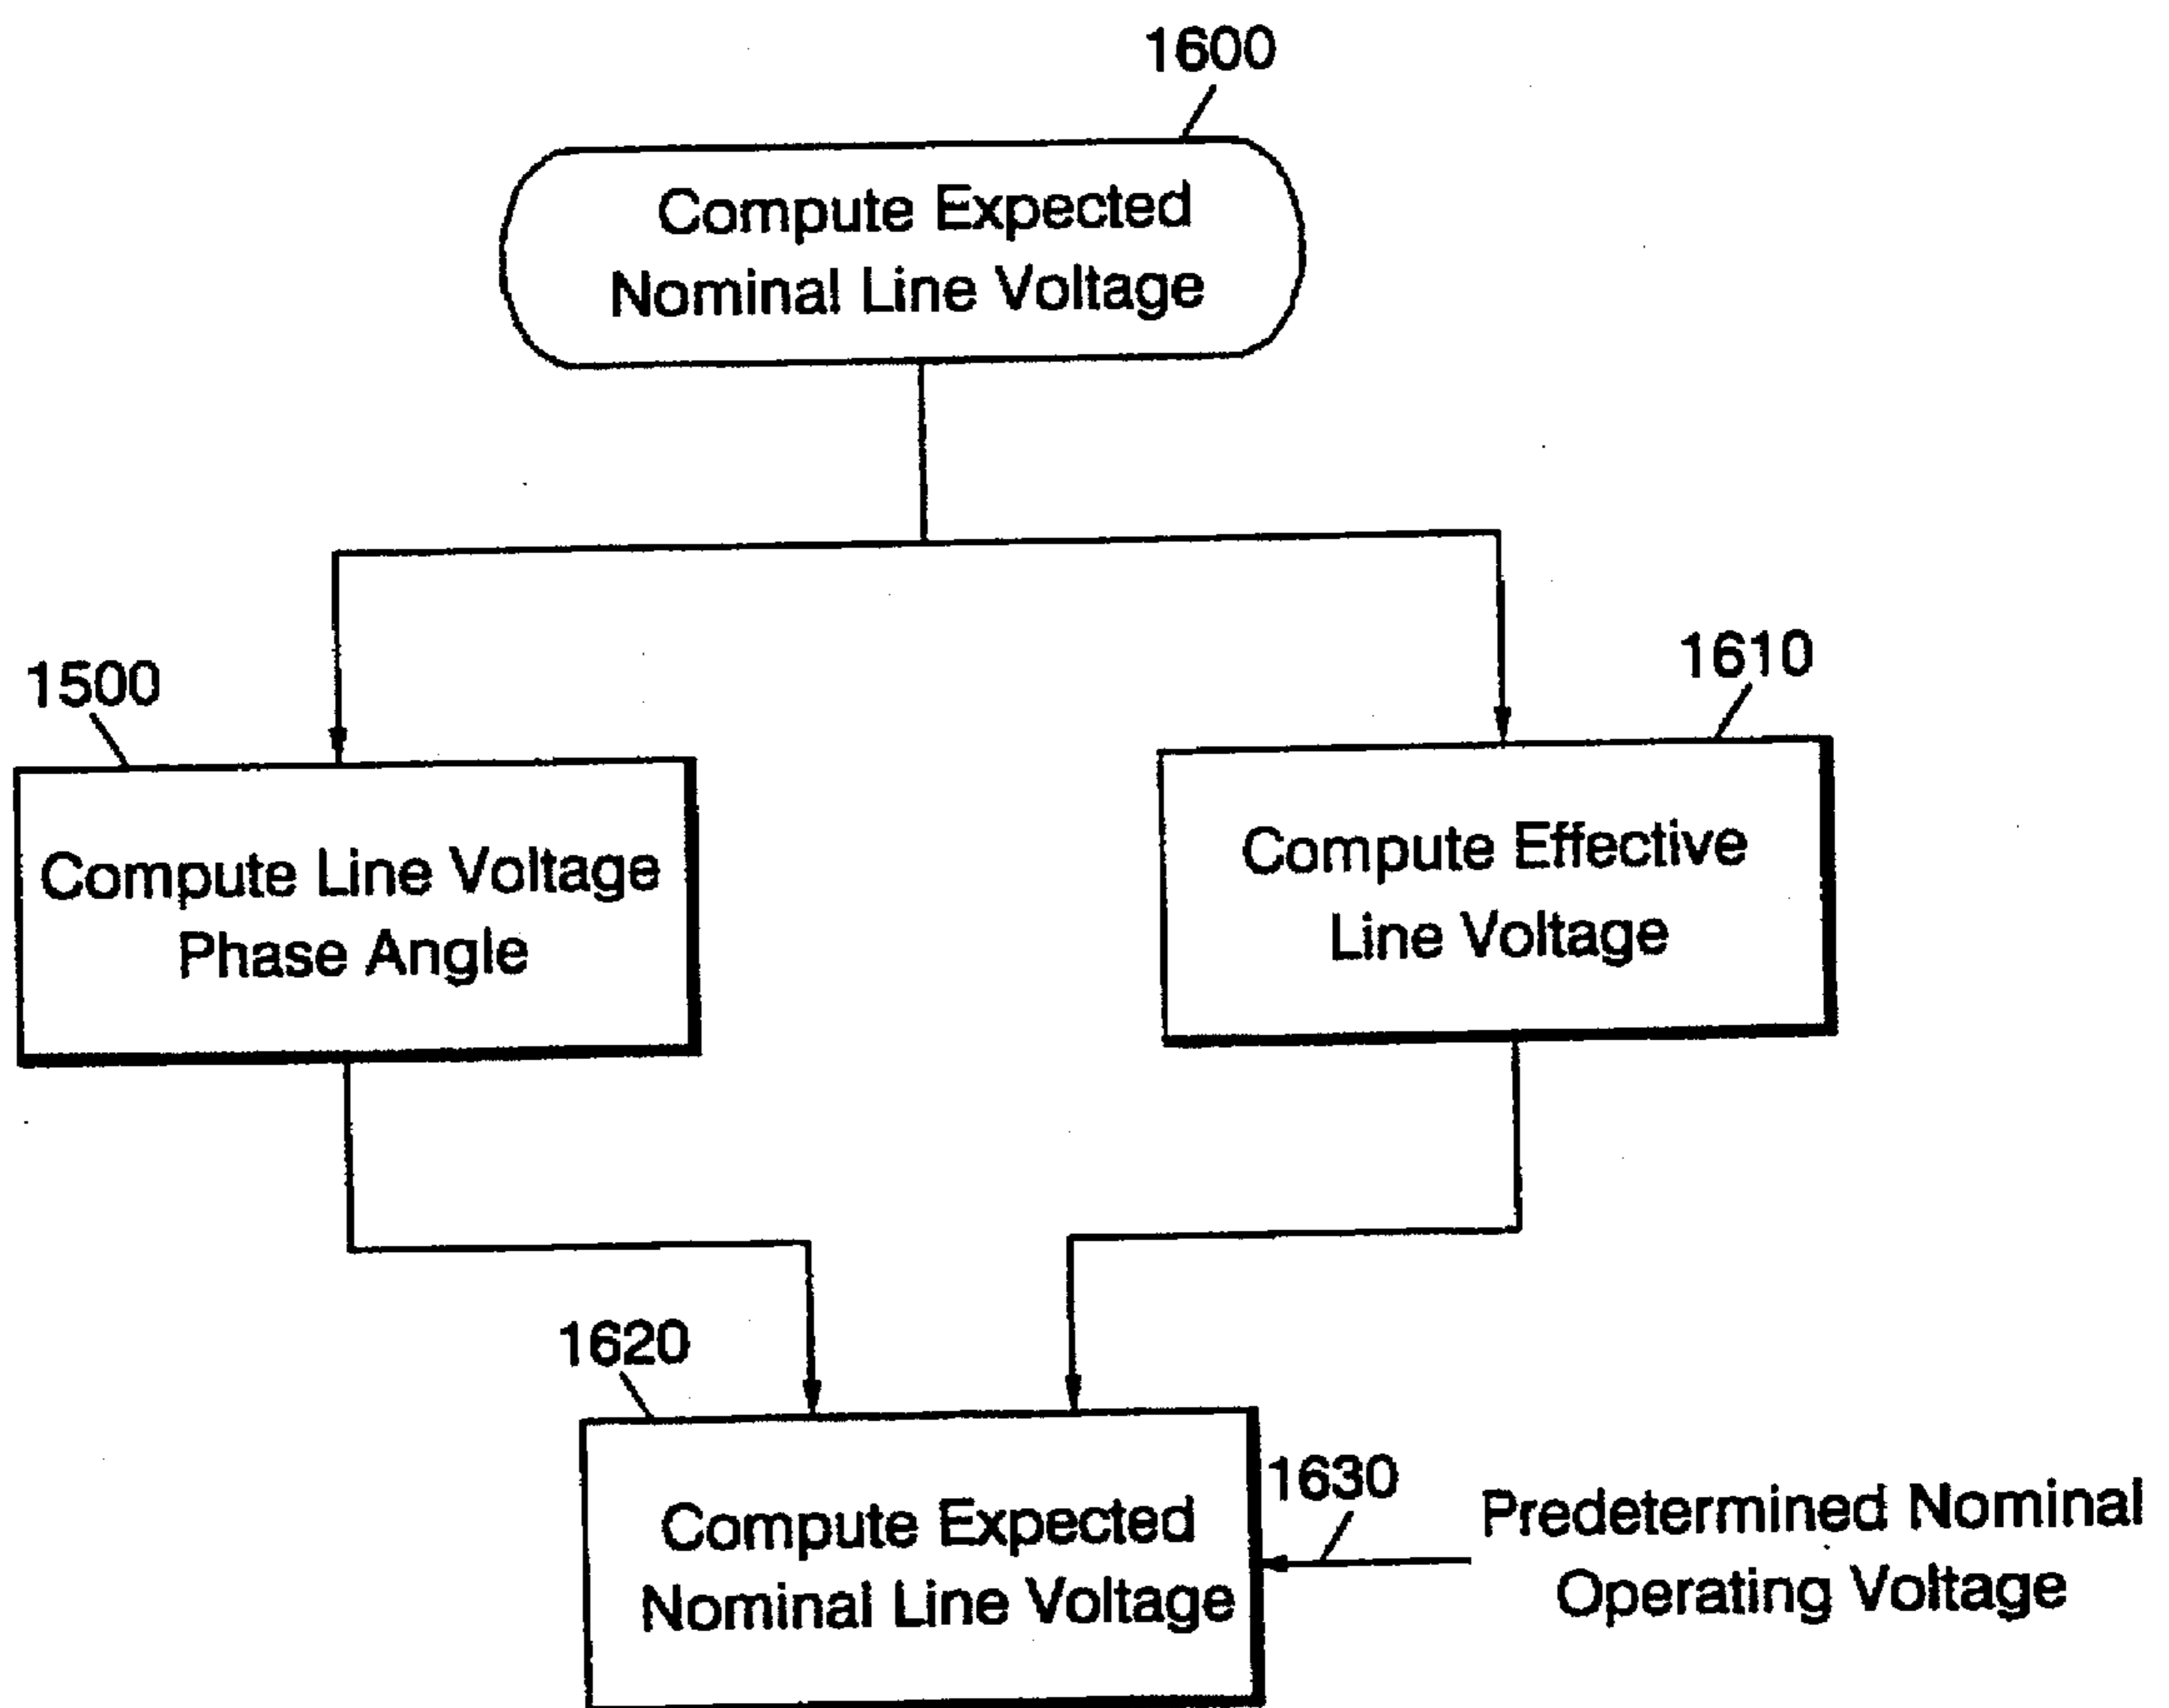 1600
Compute Expected
Nominal Line Voltage
1500
1610
Compute Line Voltage
Phase Angle
Compute Effective
Line Voltage
1620
1630
Compute Expected
Nominal Line Voltage
Predetermined Nominal
Operating Voltage